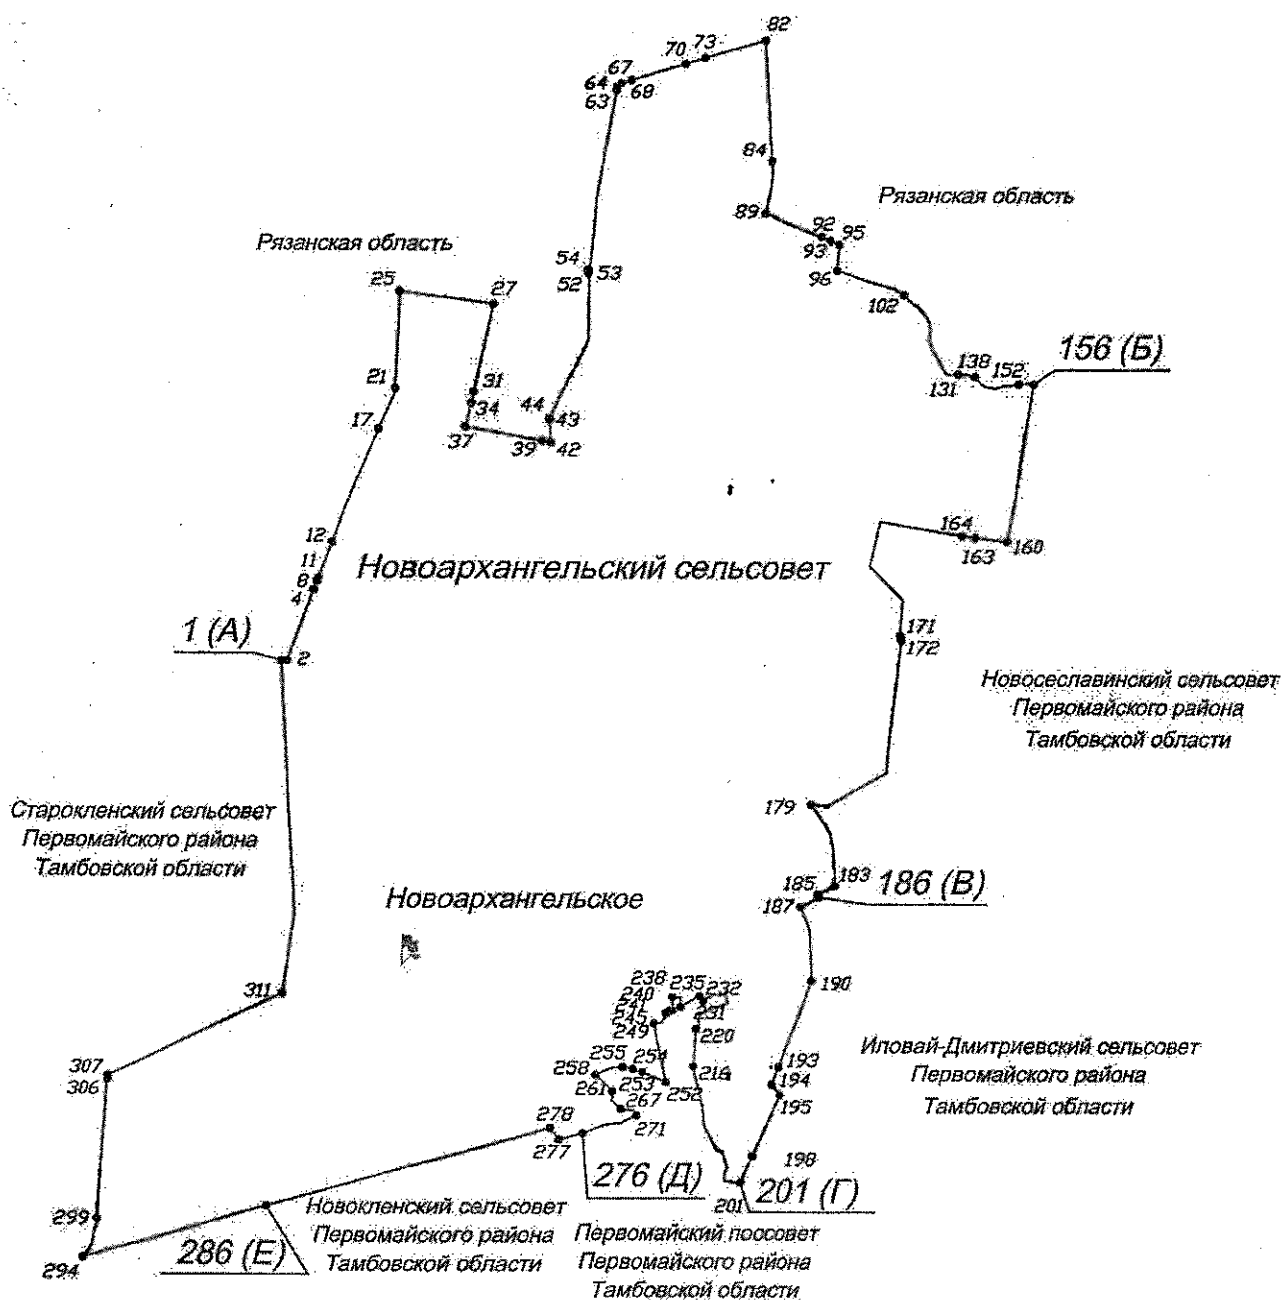 82
70 73
67
64 68
63
84
89
Рязанская область
92 95
93
96
Рязанская область
54 53
52
25 27
102
156 (Б)
138 152
131
21
31
34
17
44 43
37 39 42
12
164
163 160
11
8
4
Новоархангельский сельсовет
1 (А)
2
171
172
Новосеславинский сельсовет
Первомайского района
Тамбовской области
179
Старокленский сельсовет
Первомайского района
Тамбовской области
183
185 186 (В)
187
Новоархангельское
190
311
238 235 232
240
241 231
245
249 220
Иловай-Дмитриевский сельсовет
Первомайского района
Тамбовской области
193
194
195
216
255 254
258 253 252
261
267
271
307
306
278
277
198
276 (Д)
201 (Г)
201
299
294
286 (Е)
Новокленский сельсовет
Первомайского района
Тамбовской области
Первомайский поссовет
Первомайского района
Тамбовской области